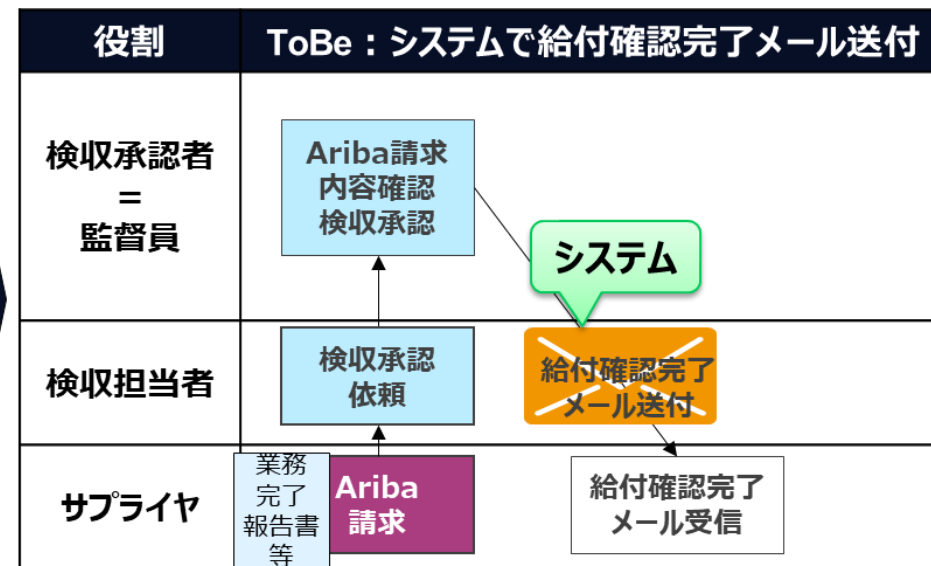 役割
ToBe：システムで給付確認完了メール送付
検収承認者
＝
監督員
Ariba請求
内容確認
検収承認
システム
検収担当者
検収承認
依頼
給付確認完了
メール送付
サプライヤ
業務
完了
報告書
等
Ariba
請求
給付確認完了
メール受信